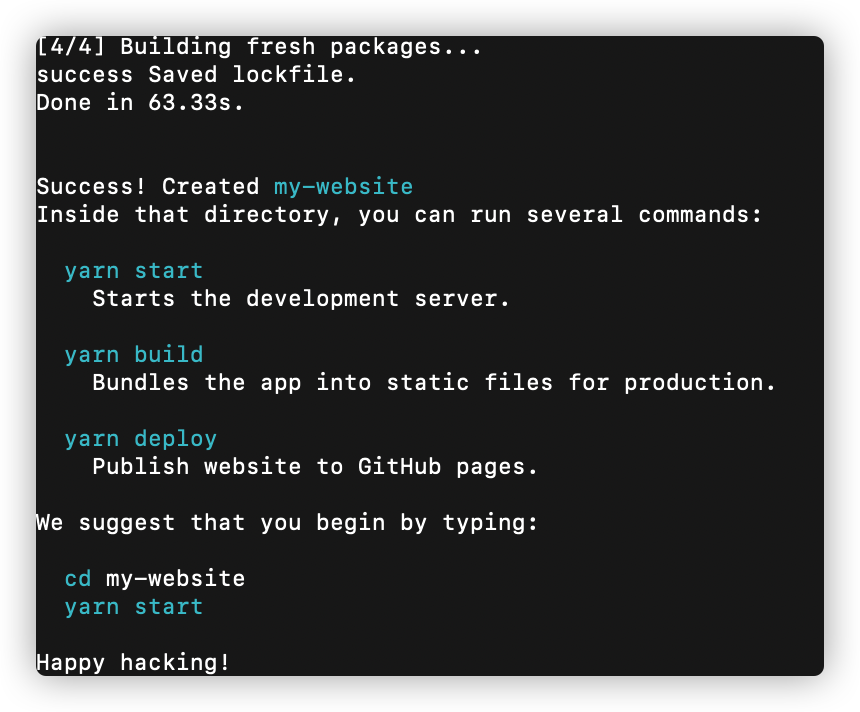 [4/4] Building fresh packages...
success Saved lockfile.
Done in 63.33s.
Success! Created my-website
Inside that directory, you can run several commands:
yarn start
Starts the development server.
yarn build
Bundles the app into static files for production.
yarn deploy
Publish website to GitHub pages.
We suggest that you begin by typing:
cd my-website
yarn start
Happy hacking!